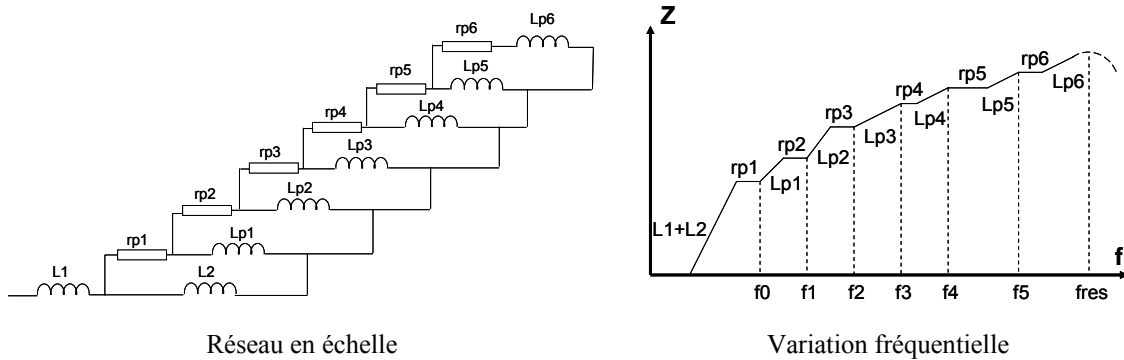 Lp6
rp6
rp5
Lp5
rp4
Lp4
rp3
Lp3
rp2
Lp2
rp1
Lp1
L1
L2
Réseau en échelle
Z
rp6
rp5
Lp6
rp4
Lp5
rp3
Lp4
Lp3
rp2
Lp2
rp1
Lp1
L1+L2
f
f0 f1 f2 f3 f4 f5 fres
Variation fréquentielle